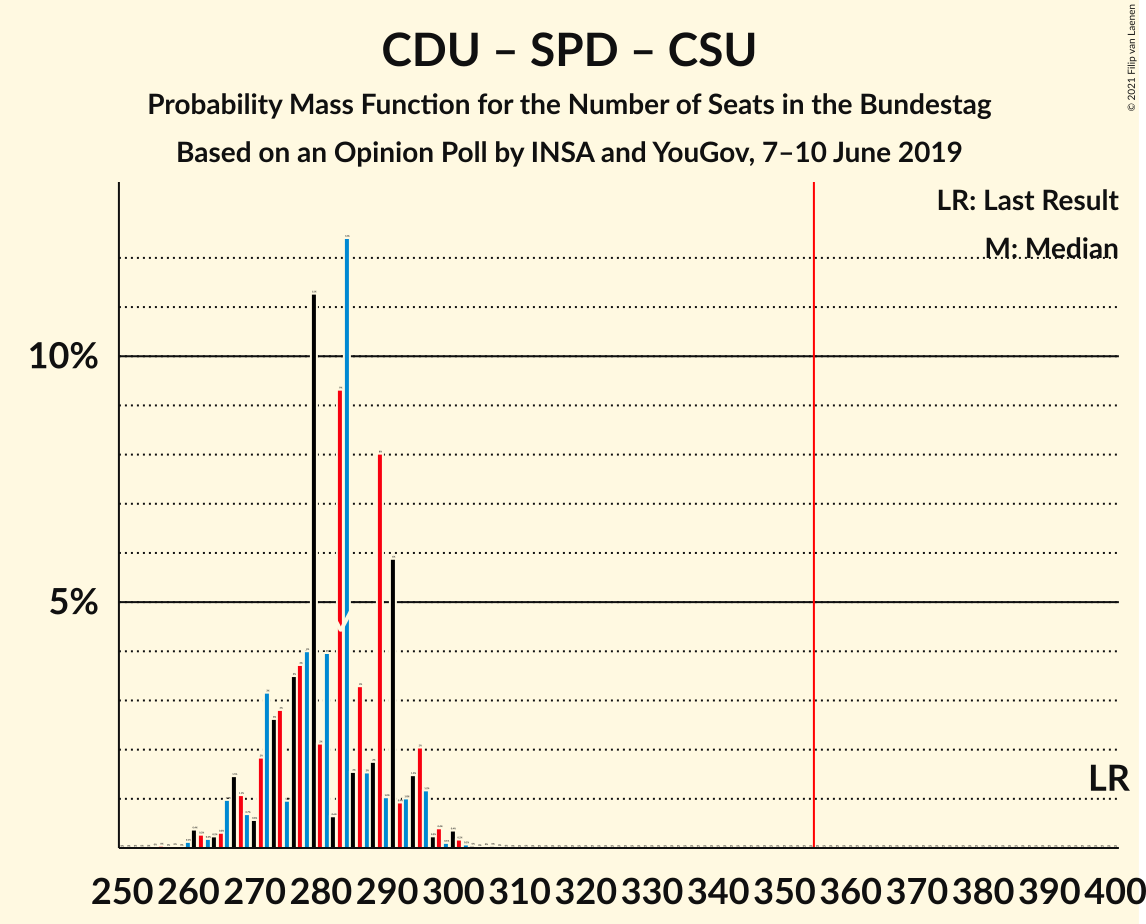 CDU – SPD – CSU
Probability Mass Function for the Number of Seats in the Bundestag
Based on an Opinion Poll by INSA and YouGov, 7–10 June 2019
© 2021 Filip van Laenen
LR: Last Result
M: Median
10%
5%
LR
250 260 270 280 290 300 310 320 330 340 350 360 370 380 390 400